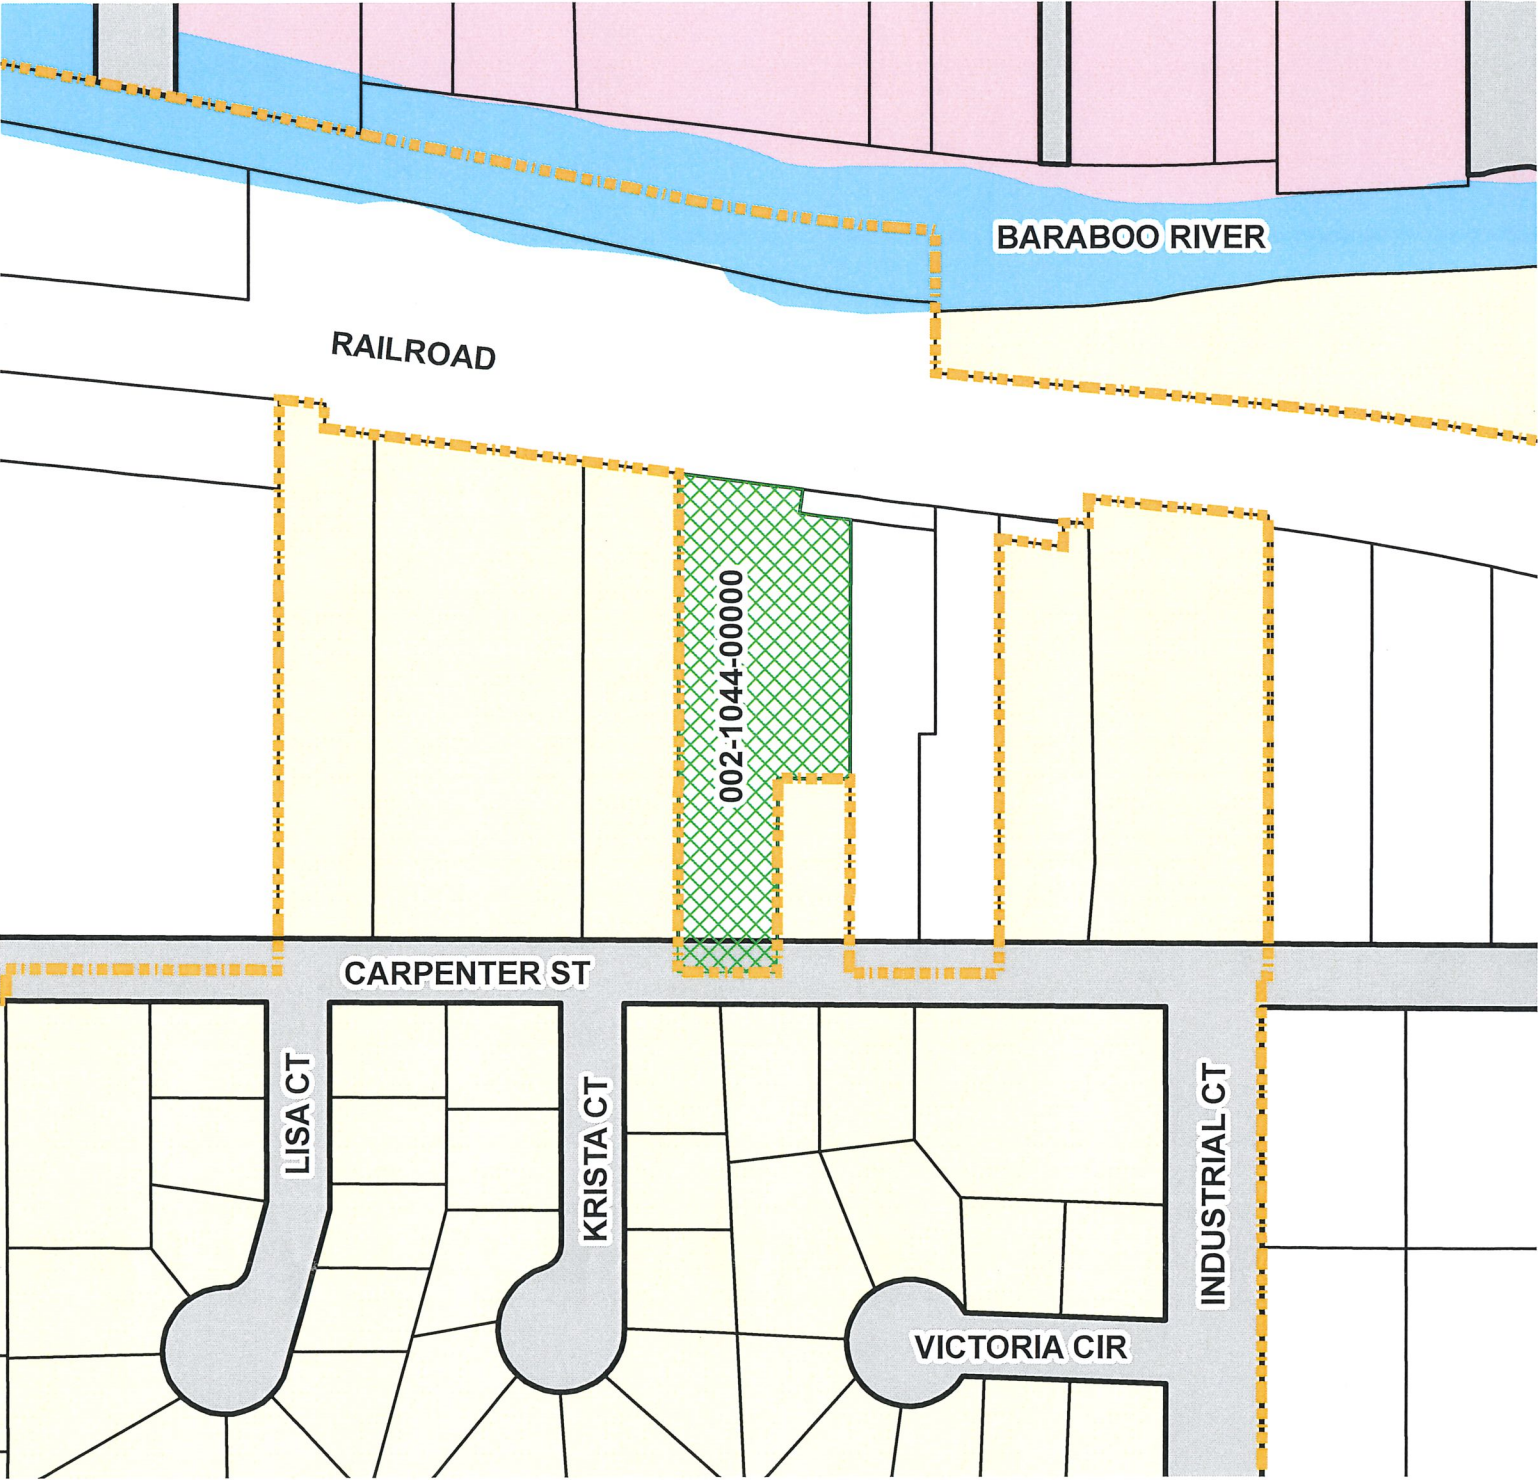 BARABOO RIVER
RAILROAD
002-1044-00000
CARPENTER ST
LISA CT
KRISTA CT
INDUSTRIAL CT
VICTORIA CIR